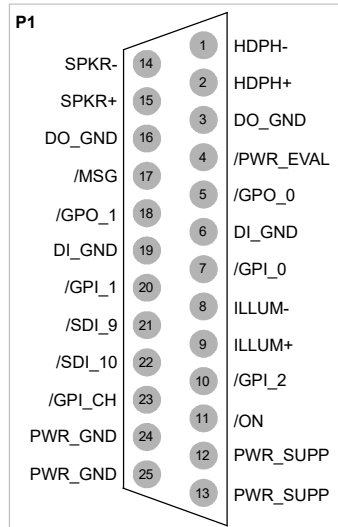 P1
1 HDPH-
SPKR- 14
2 HDPH+
SPKR+ 15
3 DO_GND
DO_GND 16
4 /PWR_EVAL
/MSG 17
5 /GPO_0
/GPO_1 18
6 DI_GND
DI_GND 19
7 /GPI_0
/GPI_1 20
8 ILLUM-
/SDI_9 21
9 ILLUM+
/SDI_10 22
10 /GPI_2
/GPI_CH 23
11 /ON
PWR_GND 24
12 PWR_SUPP
PWR_GND 25
13 PWR_SUPP